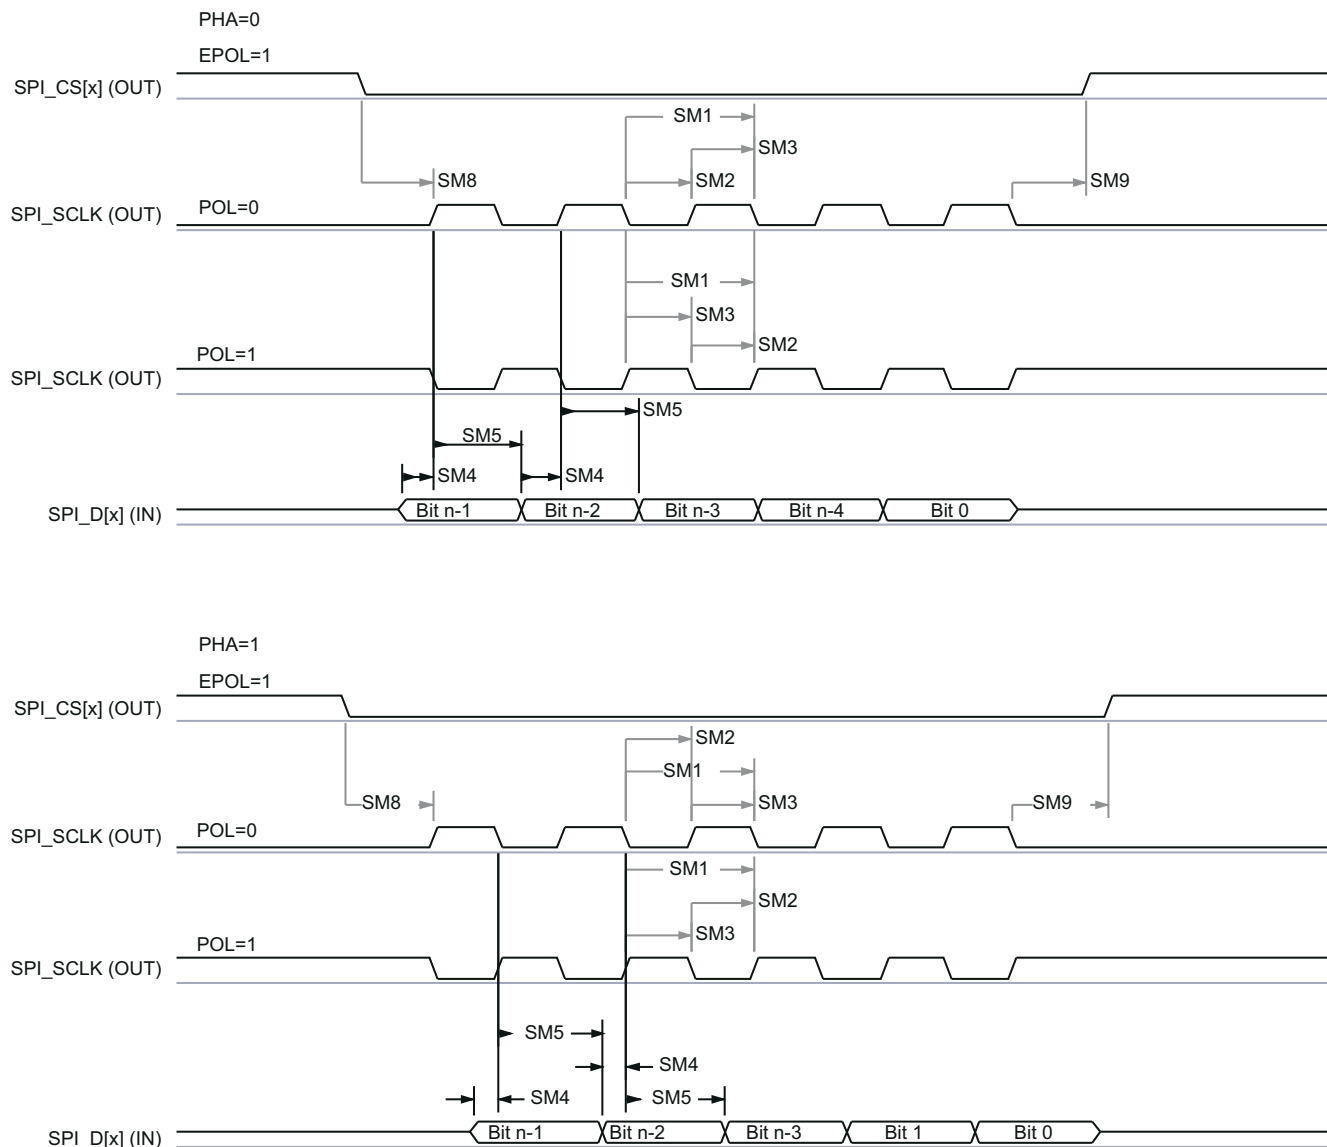 PHA=0
EPOL=1
SPI_CS[x] (OUT)
SM1
SM3
SM8
SM2
SM9
SPI_SCLK (OUT)
POL=0
SM1
SM3
SM2
POL=1
SPI_SCLK (OUT)
SM5
SM5
SM4
SM4
SPI_D[x] (IN)
Bit n-1
Bit n-2
Bit n-3
Bit n-4
Bit 0
PHA=1
EPOL=1
SPI_CS[x] (OUT)
SM2
SM1
SM8
SM3
SM9
SPI_SCLK (OUT)
POL=0
SM1
SM2
SM3
POL=1
SPI_SCLK (OUT)
SM5
SM4
SM4
SM5
SPI_D[x] (IN)
Bit n-1
Bit n-2
Bit n-3
Bit 1
Bit 0